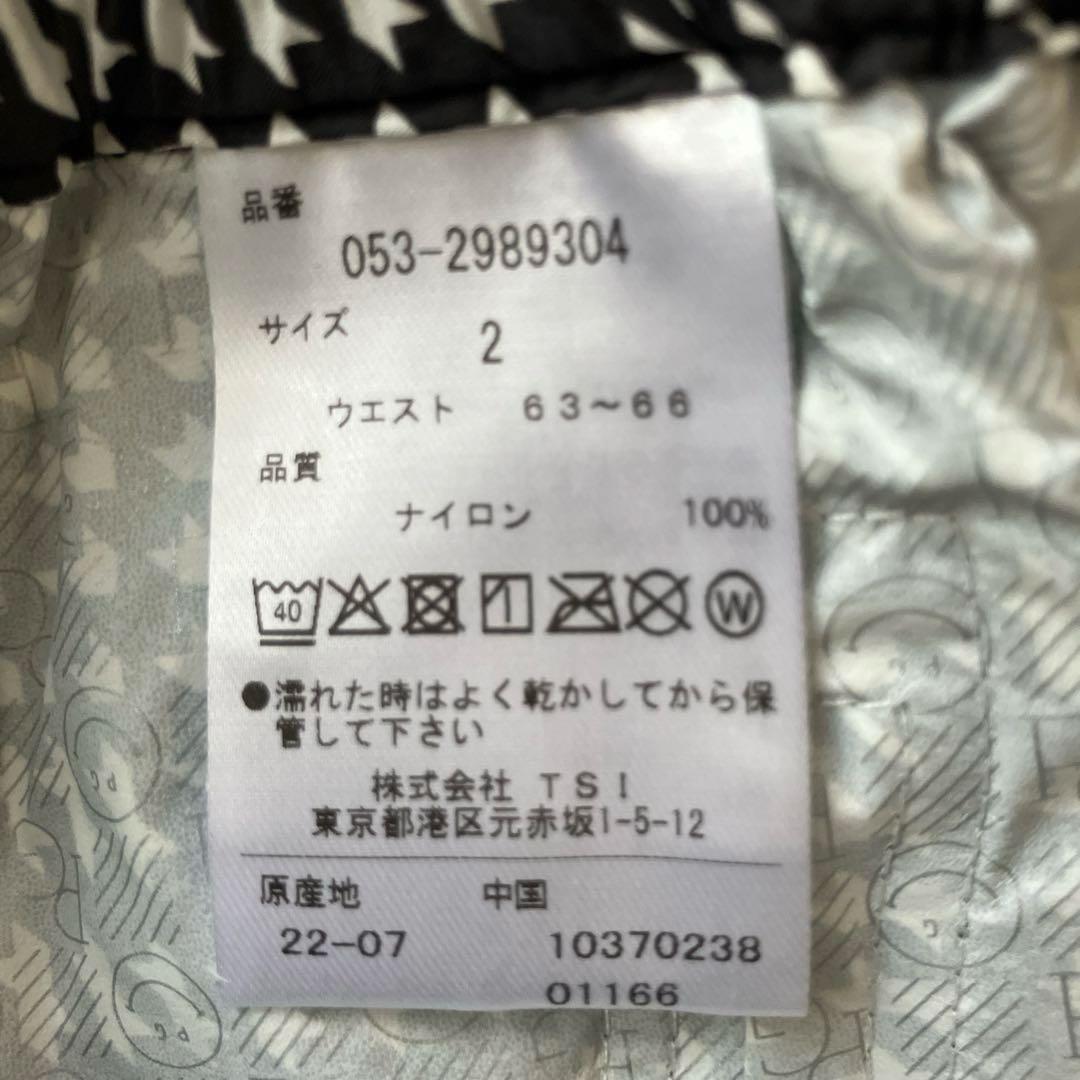 品番
053-2989304
サイズ 2
ウエスト 63~66
品質
ナイロン 100%
40 W
●濡れた時はよく乾かしてから保
管して下さい
株式会社 TSI
東京都港区元赤坂1-5-12
原産地 中国
22-07 10370238
01166